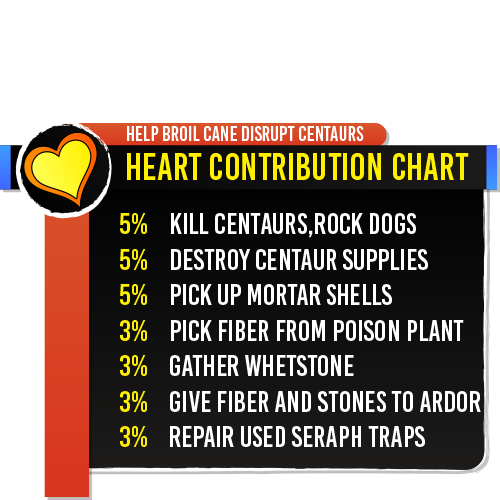 HELP BROIL CANE DISRUPT CENTAURS
HEART CONTRIBUTION CHART
5% KILL CENTAURS,ROCK DOGS
5% DESTROY CENTAUR SUPPLIES
5% PICK UP MORTAR SHELLS
3% PICK FIBER FROM POISON PLANT
3% GATHER WHETSTONE
3% GIVE FIBER AND STONES TO ARDOR
3% REPAIR USED SERAPH TRAPS